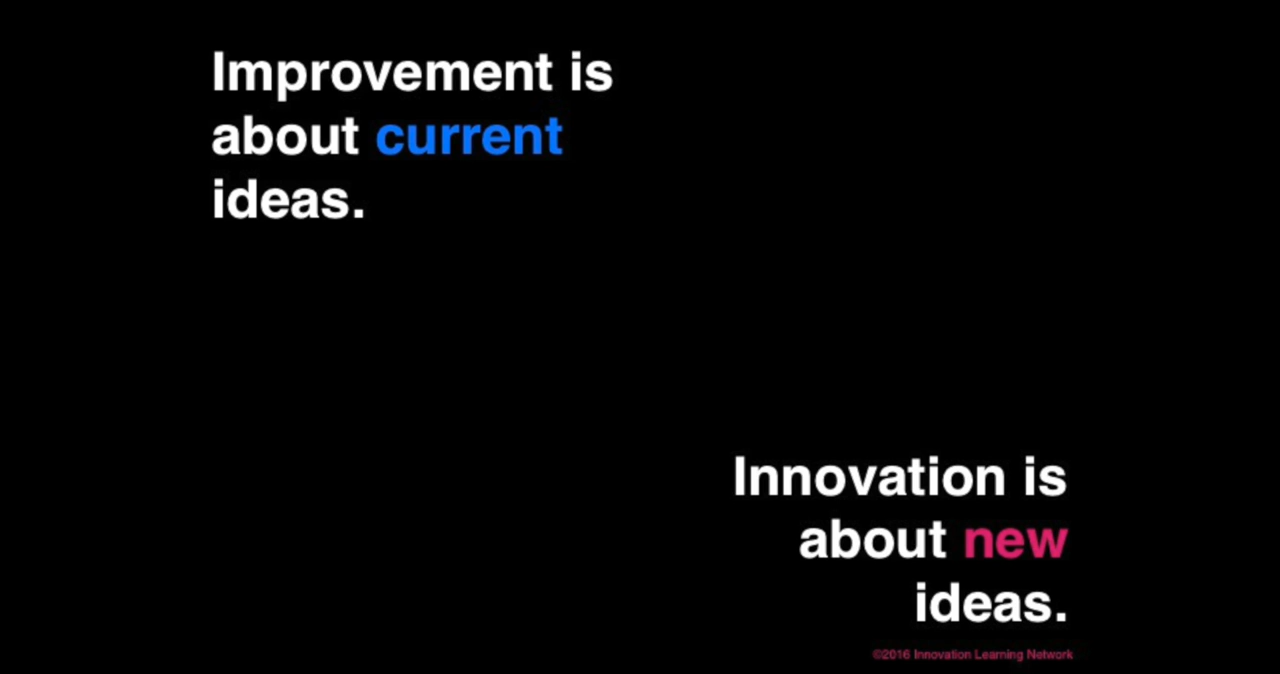 Improvement is
about current
ideas.
Innovation is
about new
ideas.
©2016 Innovation Learning Network